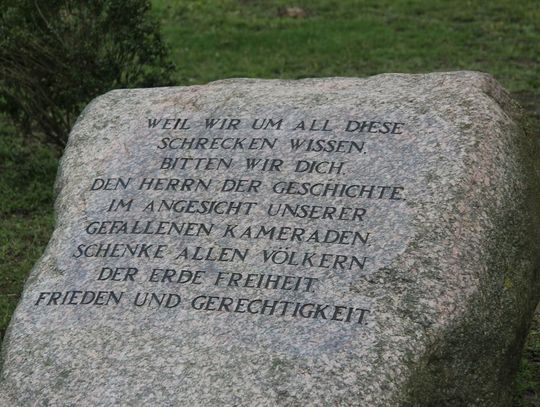 WEIL WIR UM ALL DIESE
SCHRECKEN WISSEN,
BITTEN WIR DICH,
DEN HERRN DER GESCHICHTE,
IM ANGESICHT UNSERER
GEFALLENEN KAMERADEN,
SCHENKE ALLEN VÖLKERN
DER ERDE FREIHEIT,
FRIEDEN UND GERECHTIGKEIT.